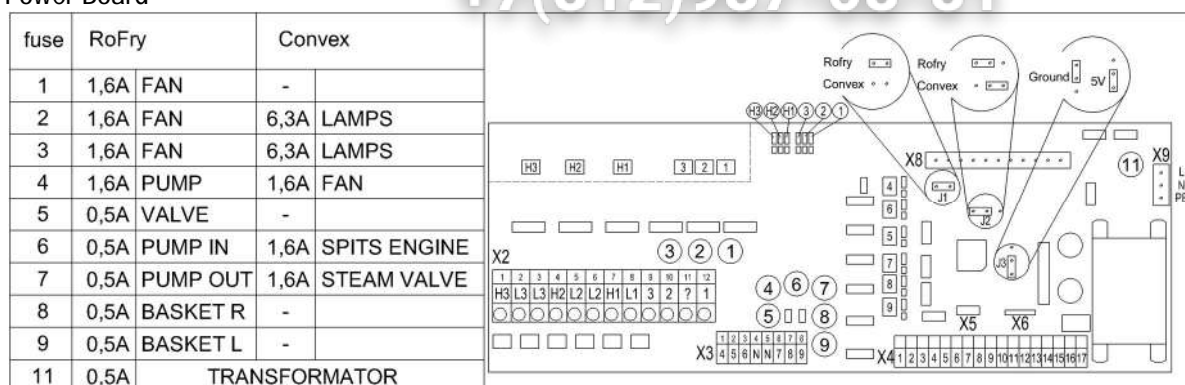 Power Board
+7(812)987-08-81
fuse RoFry Convex
1 1,6A FAN -
2 1,6A FAN 6,3A LAMPS
3 1,6A FAN 6,3A LAMPS
4 1,6A PUMP 1,6A FAN
5 0,5A VALVE -
6 0,5A PUMP IN 1,6A SPITS ENGINE
7 0,5A PUMP OUT 1,6A STEAM VALVE
8 0,5A BASKET R -
9 0,5A BASKET L -
11 0,5A TRANSFORMATOR
Rofry Rofry
Convex Convex Ground 5V
H3 H2 H1 3 2 1
H3 H2 H1 3 2 1
X8 11 X9
L
N
PE
4 J1
6 J2
5
7 J3
8
9
3 2 1
X2
1 2 3 4 5 6 7 8 9 10 11 12
H3 L3 L3 H2 L2 L2 H1 L1 3 2 ? 1
4 6 7
5 8
9
X5 X6
1 2 3 4 5 6 7 8
X3 4 5 6 N N 7 8 9
X4 1 2 3 4 5 6 7 8 9 10 11 12 13 14 15 16 17